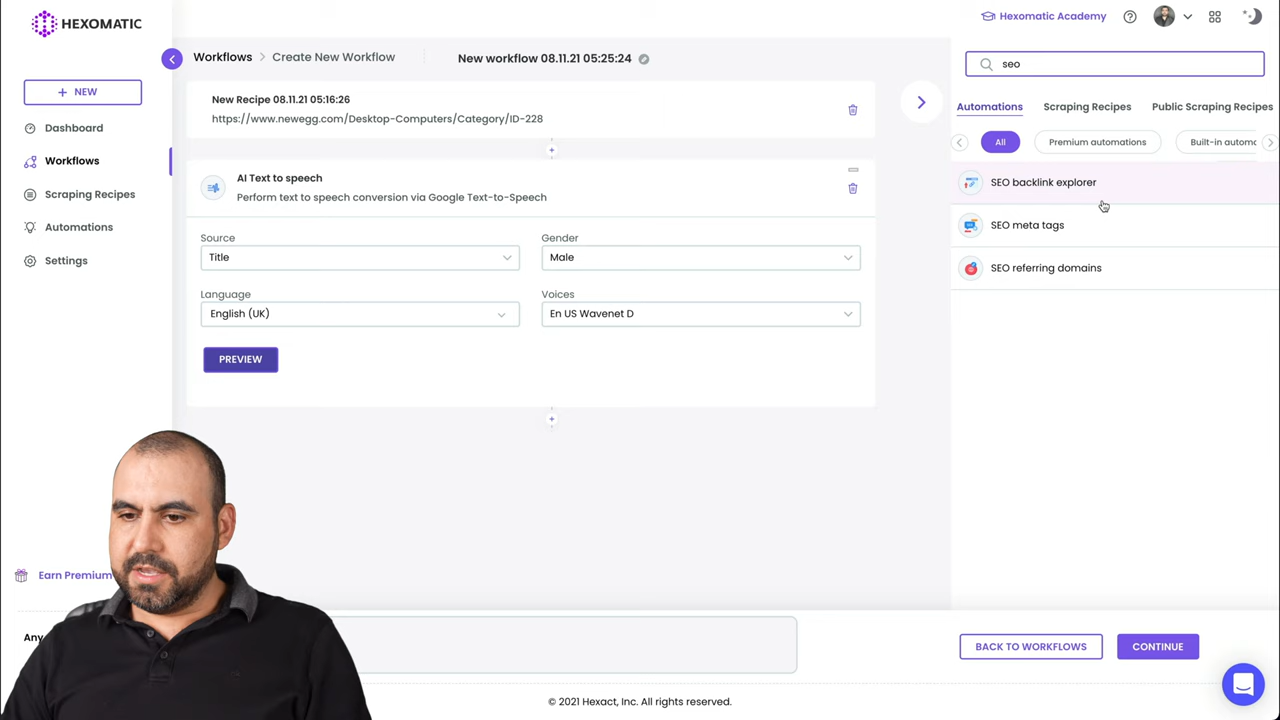 HEXOMATIC
Hexomatic Academy
Workflows > Create New Workflow
New workflow 08.11.21 05:25:24
seo
+ NEW
Dashboard
Workflows
Scraping Recipes
Automations
Settings
New Recipe 08.11.21 05:16:26
https://www.newegg.com/Desktop-Computers/Category/ID-228
AI Text to speech
Perform text to speech conversion via Google Text-to-Speech
Source
Gender
Title
Male
Language
Voices
English (UK)
En US Wavenet D
PREVIEW
Automations
Scraping Recipes
Public Scraping Recipes
All
Premium automations
Built-in automa
SEO backlink explorer
SEO meta tags
SEO referring domains
Earn Premium
Any
BACK TO WORKFLOWS
CONTINUE
© 2021 Hexact, Inc. All rights reserved.